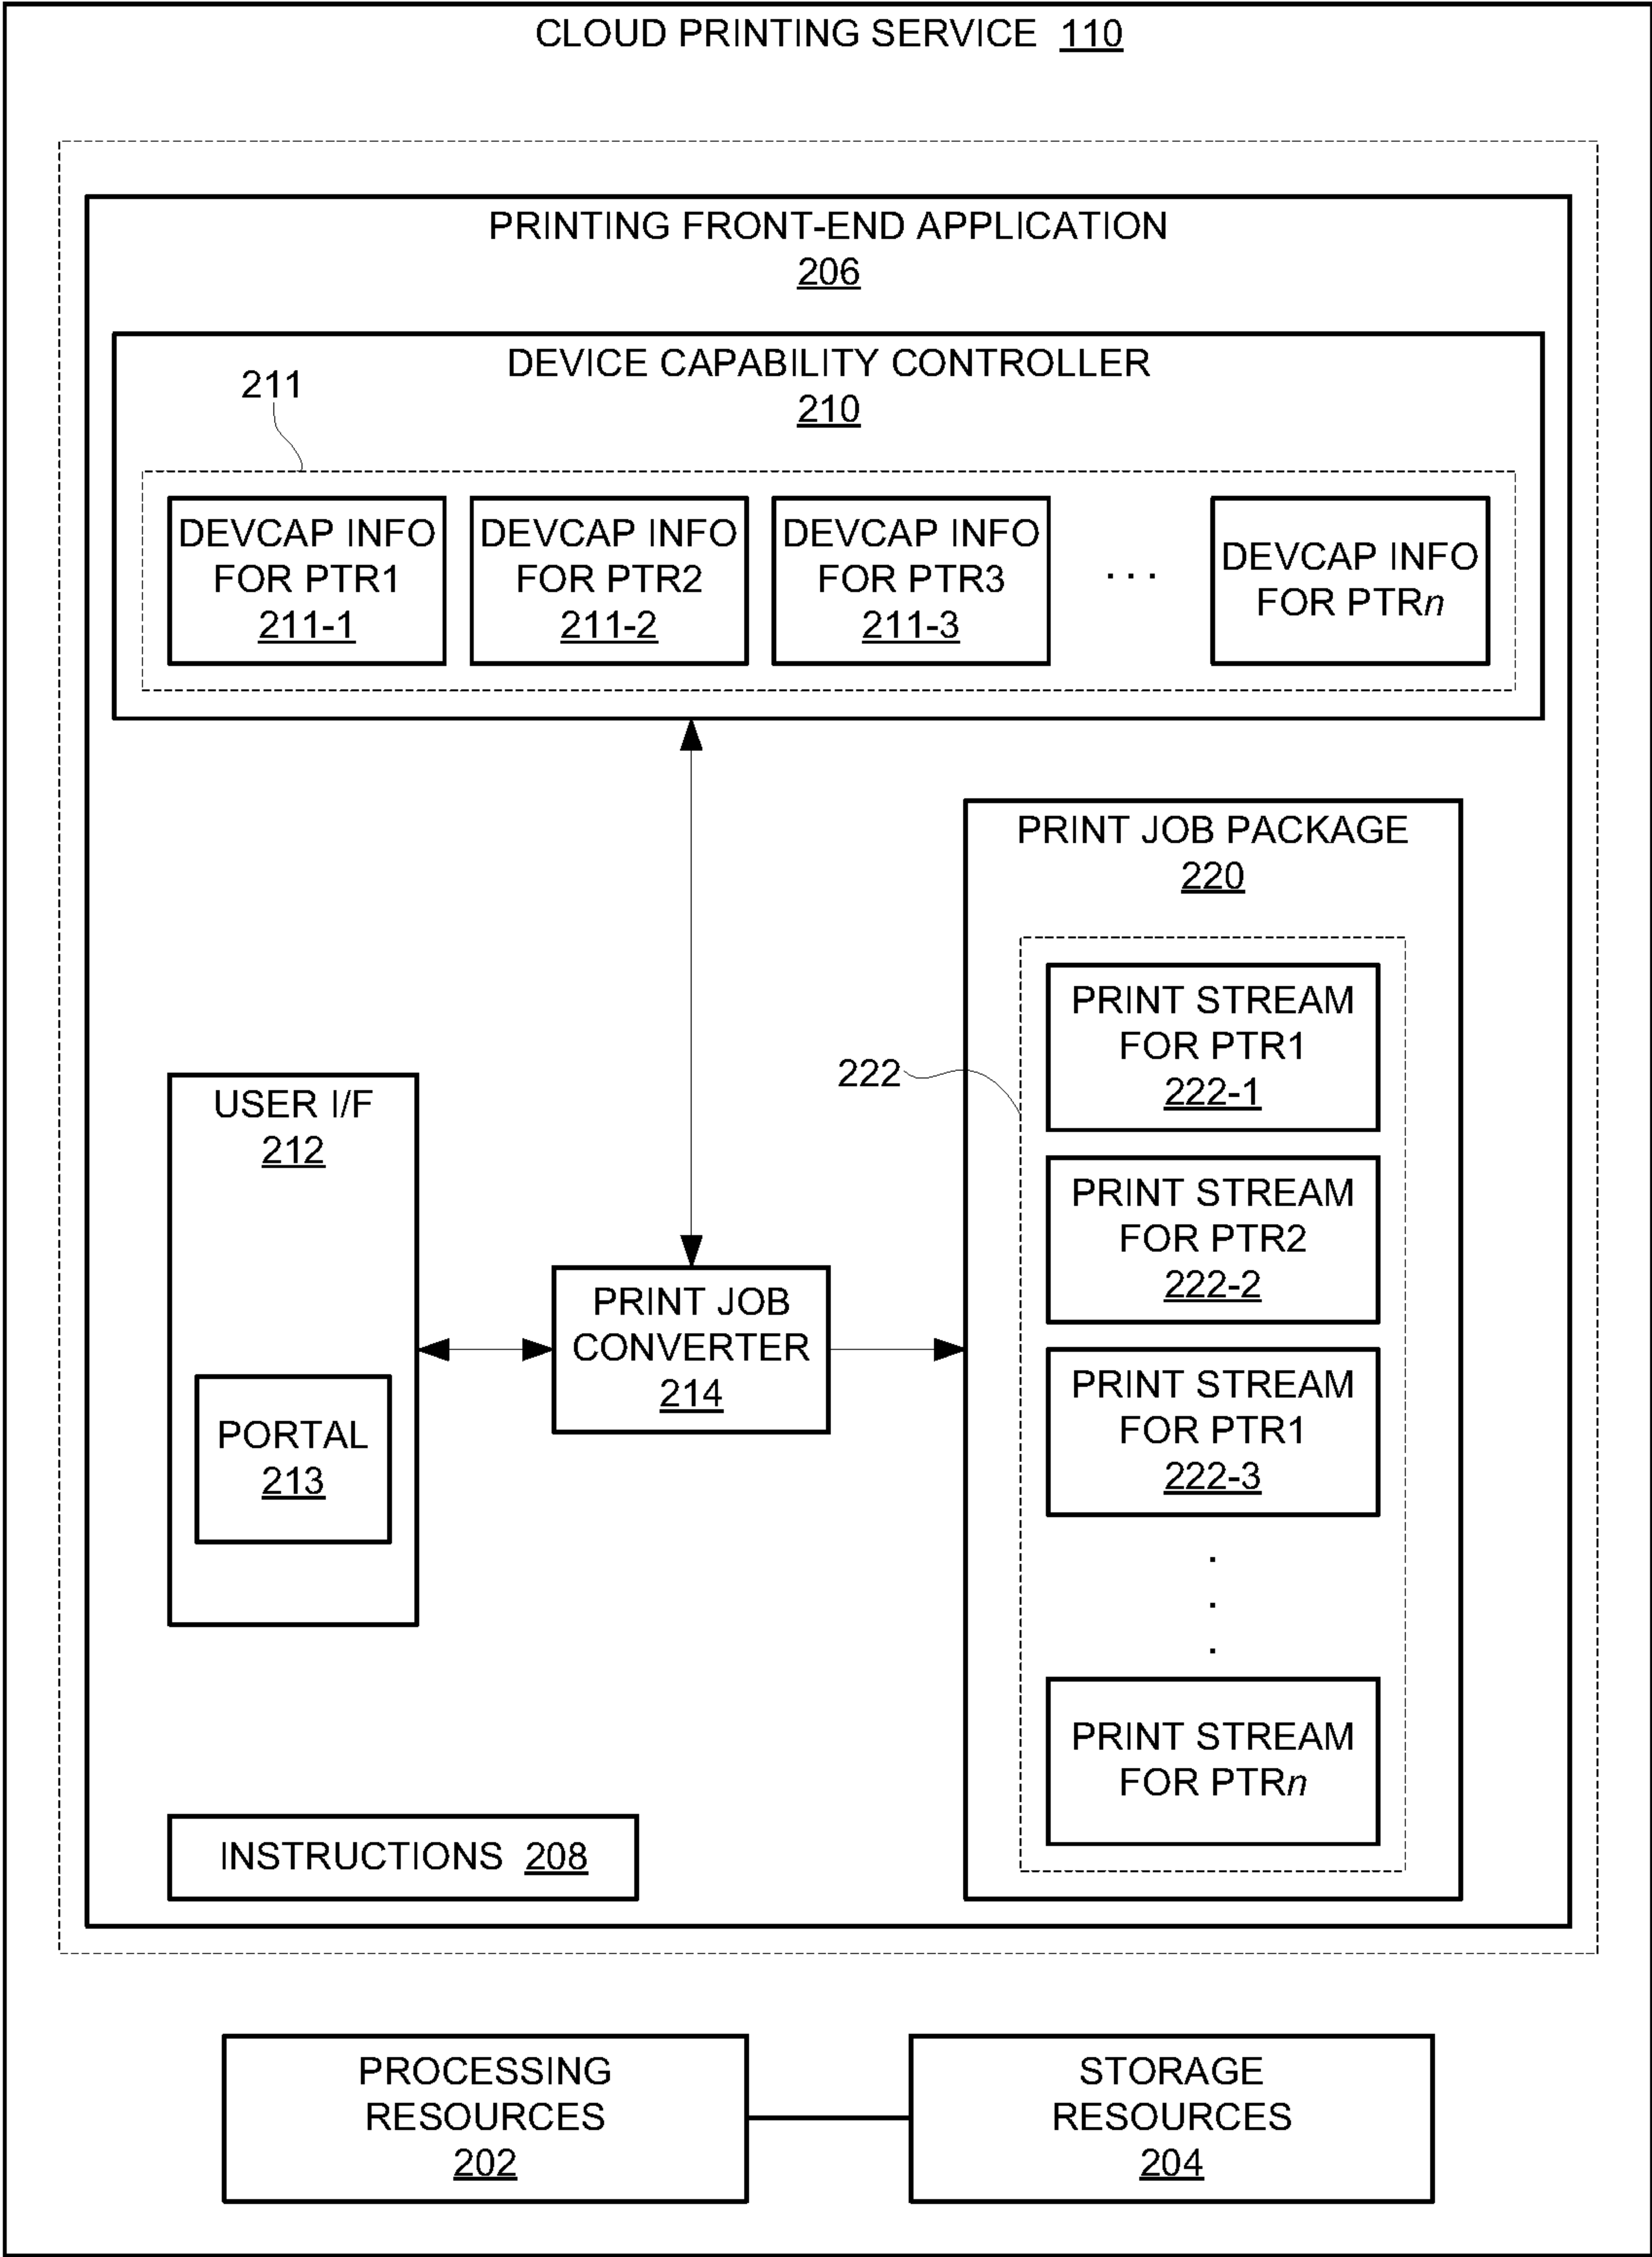 CLOUD PRINTING SERVICE 110
PRINTING FRONT-END APPLICATION
206
DEVICE CAPABILITY CONTROLLER
210
211
DEVCAP INFO
FOR PTR1
211-1
DEVCAP INFO
FOR PTR2
211-2
DEVCAP INFO
FOR PTR3
211-3
. . .
DEVCAP INFO
FOR PTRn
PRINT JOB PACKAGE
220
222
PRINT STREAM
FOR PTR1
222-1
PRINT STREAM
FOR PTR2
222-2
PRINT STREAM
FOR PTR1
222-3
.
.
.
PRINT STREAM
FOR PTRn
USER I/F
212
PORTAL
213
PRINT JOB
CONVERTER
214
INSTRUCTIONS 208
PROCESSING
RESOURCES
202
STORAGE
RESOURCES
204